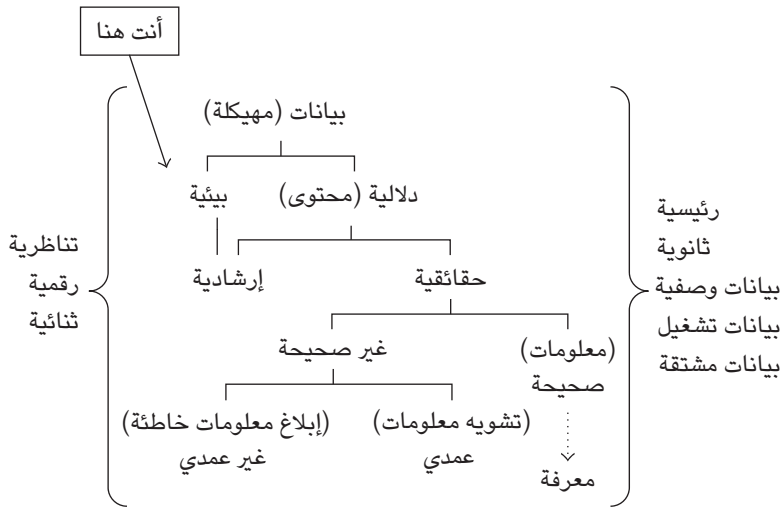 أنت هنا
بيانات (مهيكلة)
دلالية (محتوى)
بيئية
حقائقية
إرشادية
(معلومات)
صحيحة
غير صحيحة
(تشويه معلومات)
عمدي
(إبلاغ معلومات خاطئة)
غير عمدي
معرفة
رئيسية
ثانوية
بيانات وصفية
بيانات تشغيل
بيانات مشتقة
تناظرية
رقمية
ثنائية